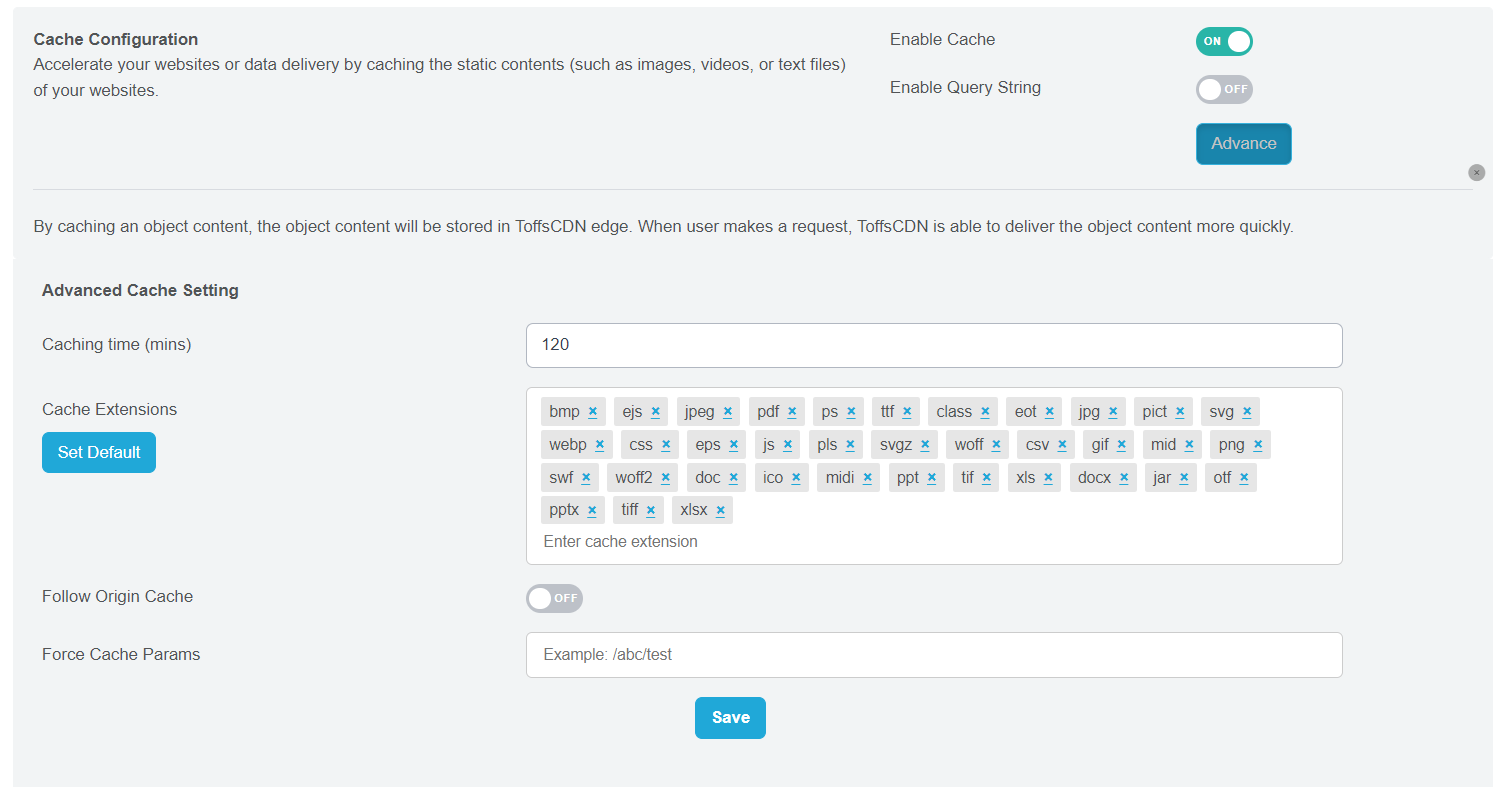 Cache Configuration
Accelerate your websites or data delivery by caching the static contents (such as images, videos, or text files)
of your websites.
Enable Cache
ON
Enable Query String
OFF
Advance
×
By caching an object content, the object content will be stored in ToffsCDN edge. When user makes a request, ToffsCDN is able to deliver the object content more quickly.
Advanced Cache Setting
Caching time (mins)
120
Cache Extensions
Set Default
bmp × ejs × jpeg × pdf × ps × ttf × class × eot × jpg × pict × svg ×
webp × css × eps × js × pls × svgz × woff × csv × gif × mid × png ×
swf × woff2 × doc × ico × midi × ppt × tif × xls × docx × jar × otf ×
pptx × tiff × xlsx ×
Enter cache extension
Follow Origin Cache
OFF
Force Cache Params
Example: /abc/test
Save